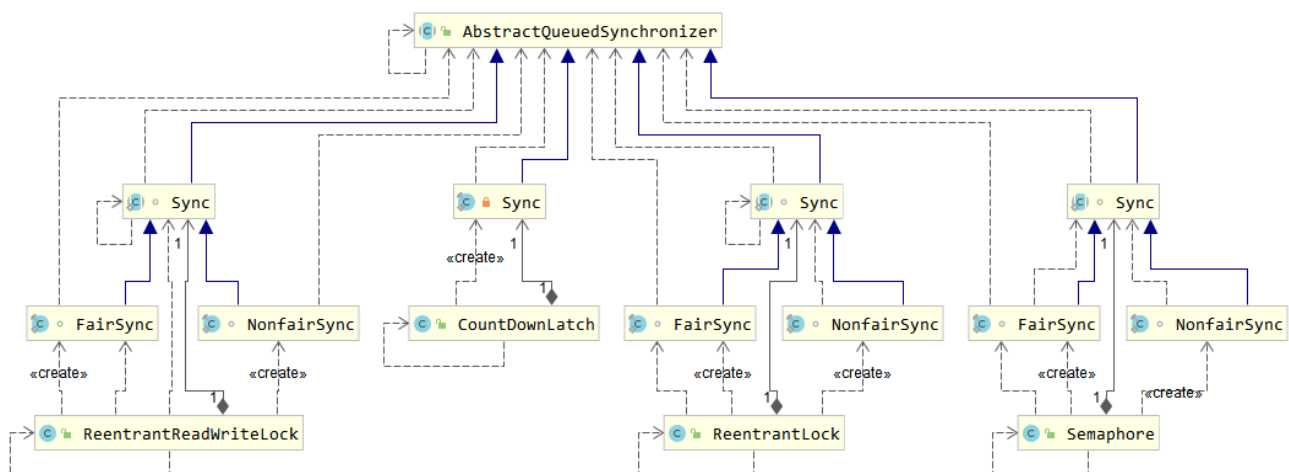 AbstractQueuedSynchronizer
Sync
Sync
Sync
Sync
1
1
1
1
«create»
1
FairSync
NonfairSync
CountDownLatch
FairSync
NonfairSync
FairSync
NonfairSync
«create»
«create»
«create»
«create»
«create»
«create»
1
1
1
ReentrantReadWriteLock
ReentrantLock
Semaphore